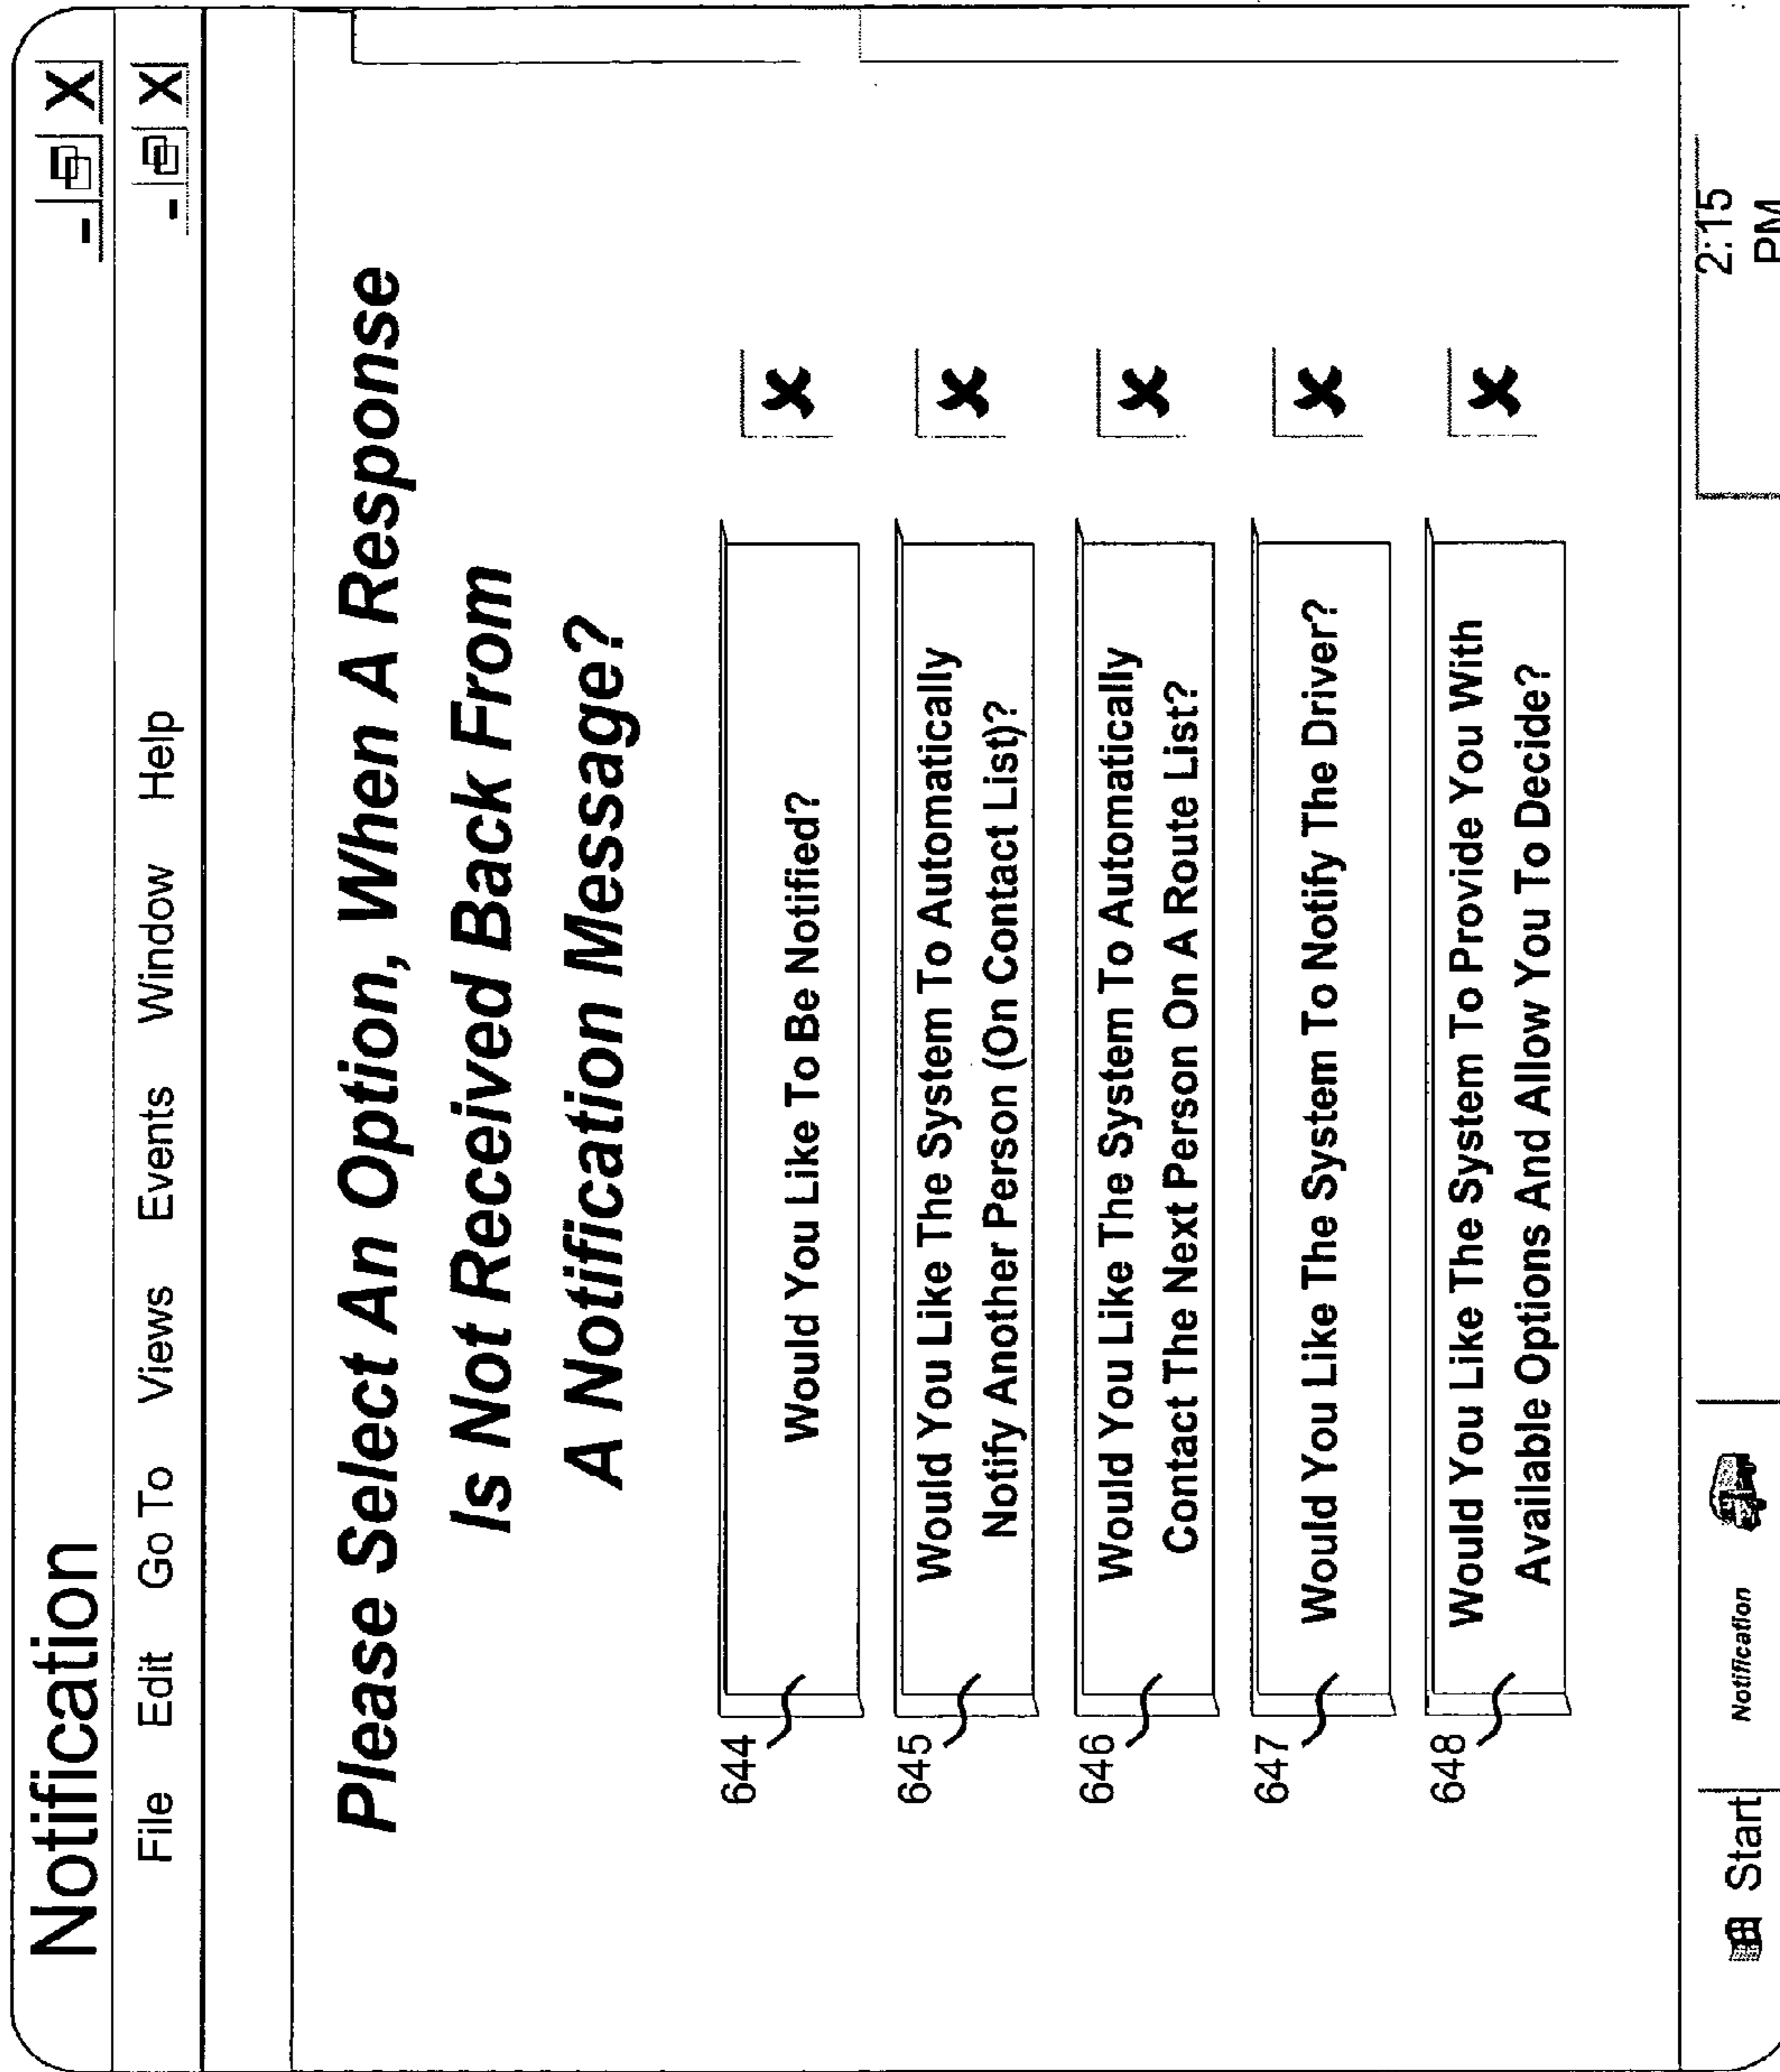 Notification
X
File Edit Go To Views Events Window Help
X
Please Select An Option, When A Response
Is Not Received Back From
A Notification Message?
644
Would You Like To Be Notified?
X
645
Would You Like The System To Automatically
Notify Another Person (On Contact List)?
X
646
Would You Like The System To Automatically
Contact The Next Person On A Route List?
X
647
Would You Like The System To Notify The Driver?
X
648
Would You Like The System To Provide You With
Available Options And Allow You To Decide?
X
Start
Notification
2:15
PM